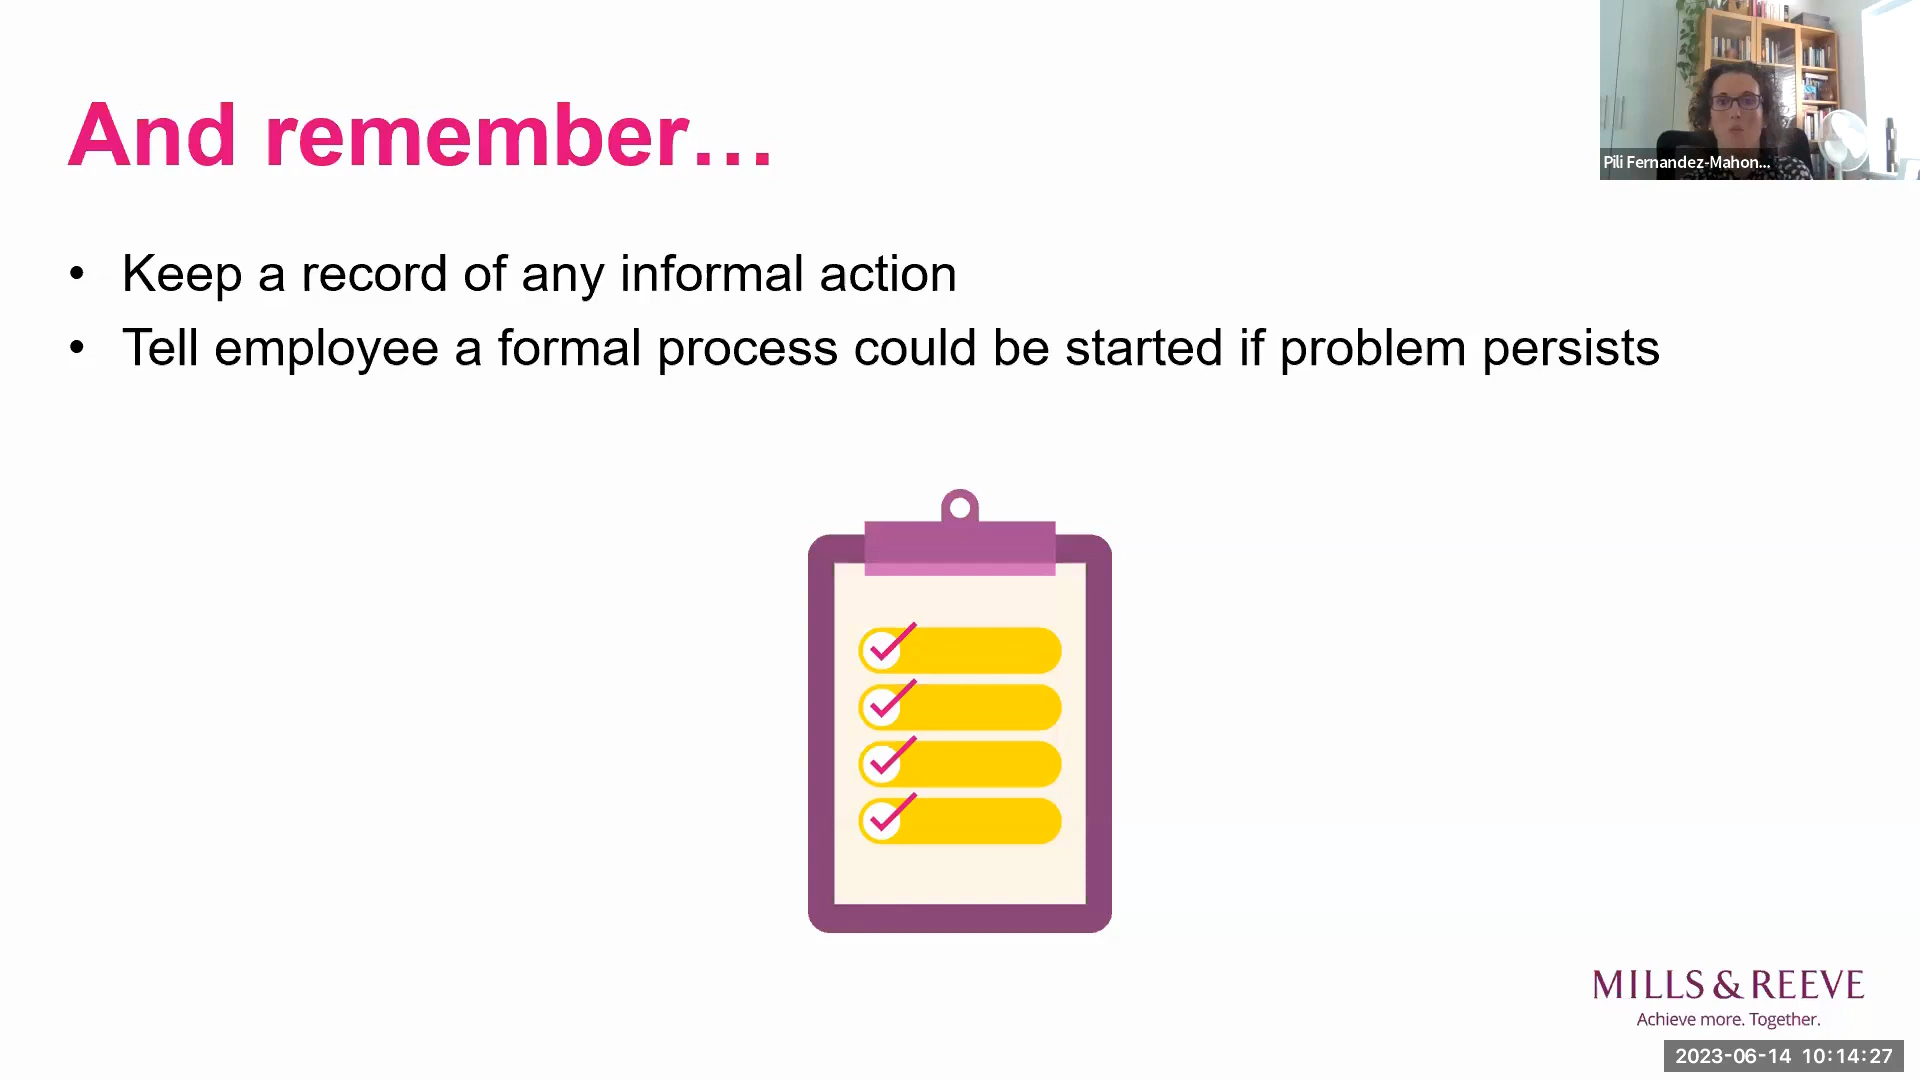 And remember…
Pili Fernandez-Mahon...
• Keep a record of any informal action
• Tell employee a formal process could be started if problem persists
MILLS & REEVE
Achieve more. Together.
2023-06-14 10:14:27